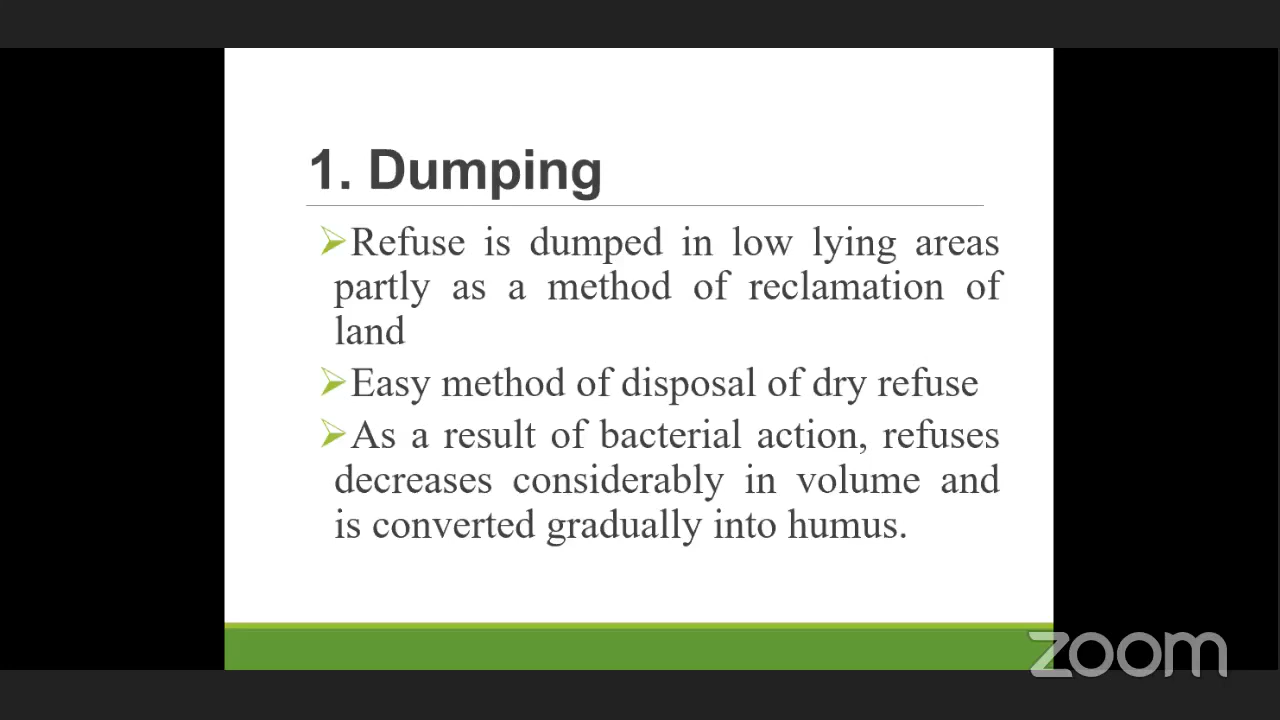 1. Dumping
➢Refuse is dumped in low lying areas
partly as a method of reclamation of
land
➢Easy method of disposal of dry refuse
➢As a result of bacterial action, refuses
decreases considerably in volume and
is converted gradually into humus.
zoom